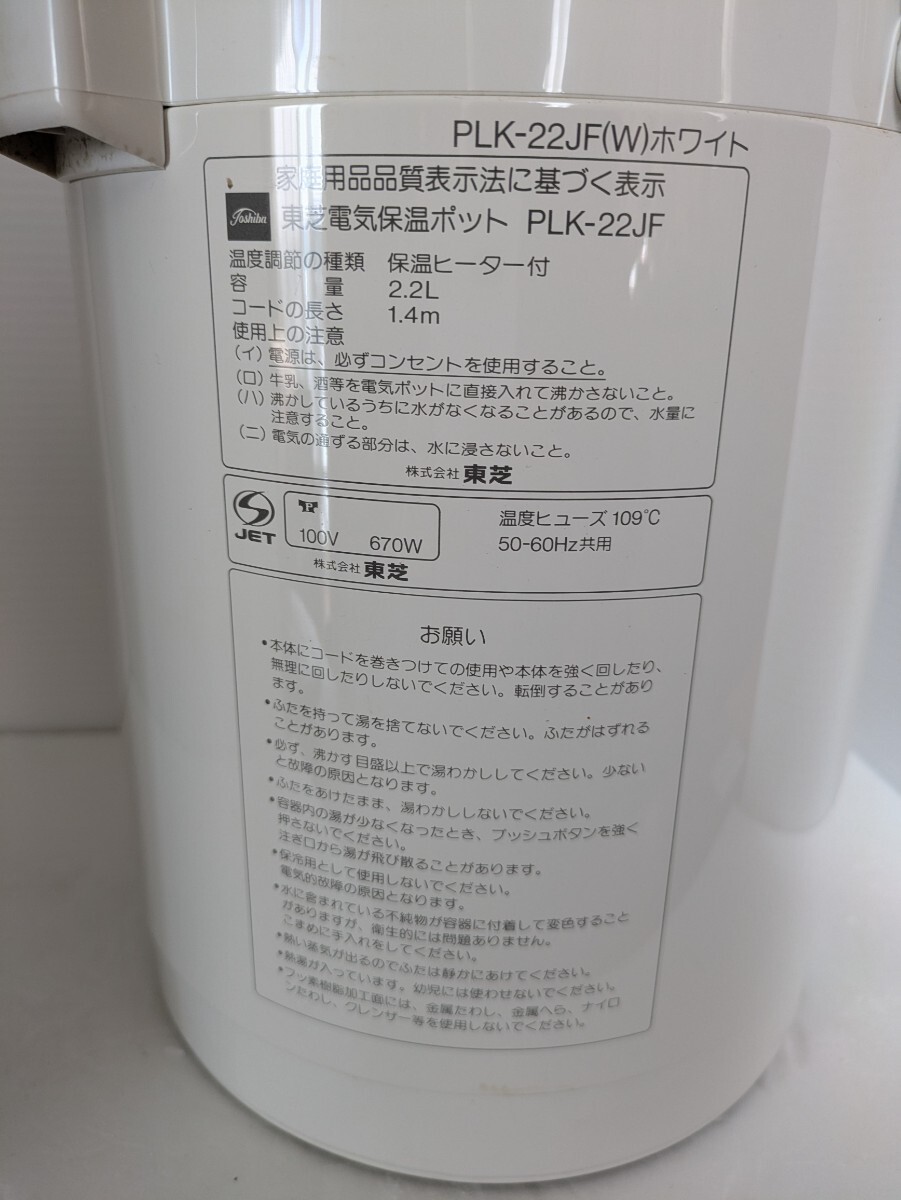 PLK-22JF(W)ホワイト
家庭用品品質表示法に基づく表示
Toshiba 東芝電気保温ポット PLK-22JF
温度調節の種類 保温ヒーター付
容量 2.2L
コードの長さ 1.4m
使用上の注意
(イ) 電源は、必ずコンセントを使用すること。
(ロ) 牛乳、酒等を電気ポットに直接入れて沸かさないこと。
(ハ) 沸かしているうちに水がなくなることがあるので、水量に
注意すること。
(ニ) 電気の通ずる部分は、水に浸さないこと。
株式会社 東芝
JET 100V 670W
温度ヒューズ 109℃
50-60Hz共用
株式会社 東芝
お願い
•本体にコードを巻きつけての使用や本体を強く回したり、
無理に回したりしないでください。転倒することがあり
ます。
•ふたを持って湯を捨てないでください。ふたがはずれる
ことがあります。
•必ず、沸かす目盛以上で湯わかししてください。少ない
と故障の原因となります。
•ふたをあけたまま、湯わかししないでください。
•容器内の湯が少なくなったとき、プッシュボタンを強く
押さないでください。
注ぎ口から湯が飛び散ることがあります。
•保冷用として使用しないでください。
電気的故障の原因となります。
•水に含まれている不純物が容器に付着して変色すること
がありますが、衛生的には問題ありません。
こまめに手入れをしてください。
•熱い蒸気が出るのでふたは静かにあけてください。
•熱湯が入っています。幼児には使わせないでください。
•フッ素樹脂加工面には、金属たわし、金属へら、ナイロ
ンたわし、クレンザー等を使用しないでください。